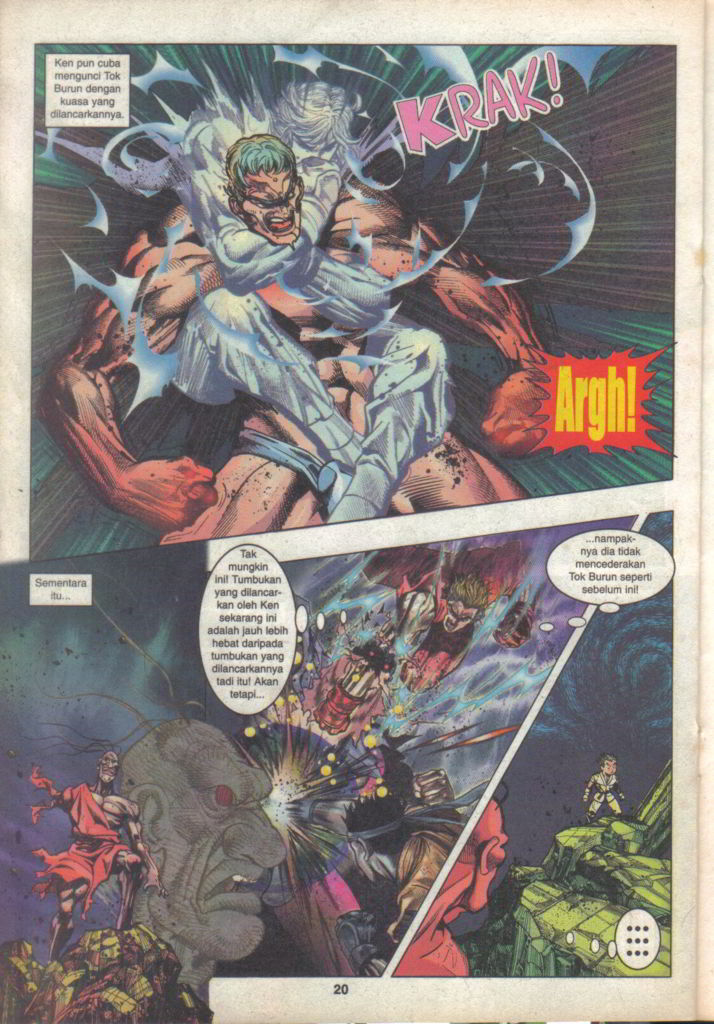 Ken pun cuba
mengunci Tok
Burun dengan
kuasa yang
dilancarkannya.
KRAK!
Argh!
Sementara
itu...
Tak
mungkin
ini! Tumbukan
yang dilancar-
kan oleh Ken
sekarang ini
adalah jauh lebih
hebat daripada
tumbukan yang
dilancarkannya
tadi itu! Akan
tetapi...
...nampak-
nya dia tidak
mencederakan
Tok Burun seperti
sebelum ini!
20